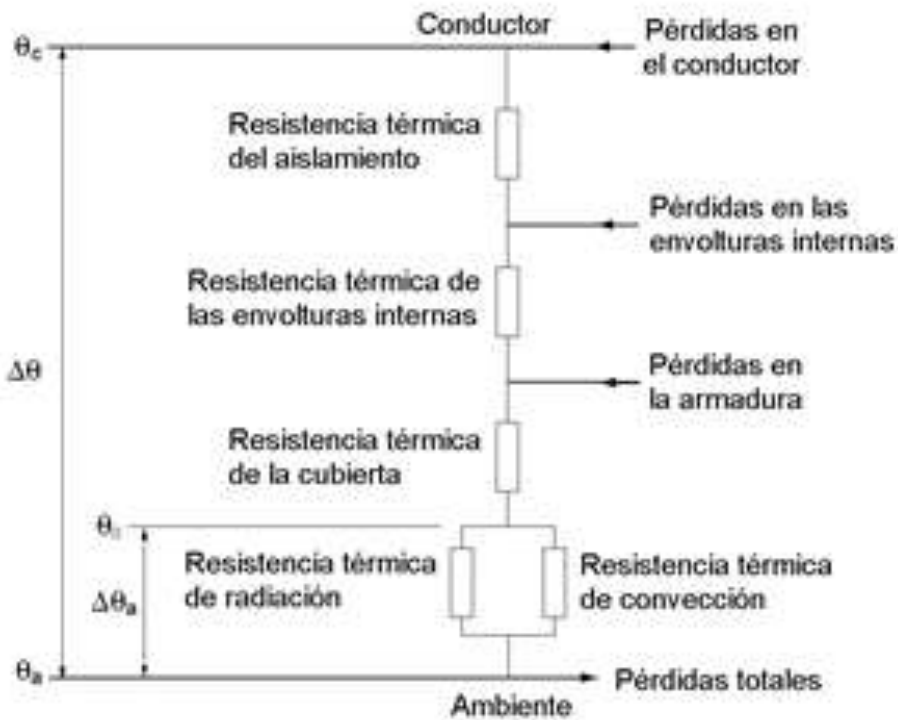 Conductor
θc
Pérdidas en
el conductor
Resistencia térmica
del aislamiento
Pérdidas en las
envolturas internas
Resistencia térmica de
las envolturas internas
Δθ
Pérdidas en
la armadura
Resistencia térmica
de la cubierta
Resistencia térmica
de radiación
Resistencia térmica
de convección
Δθa
θa
Pérdidas totales
Ambiente